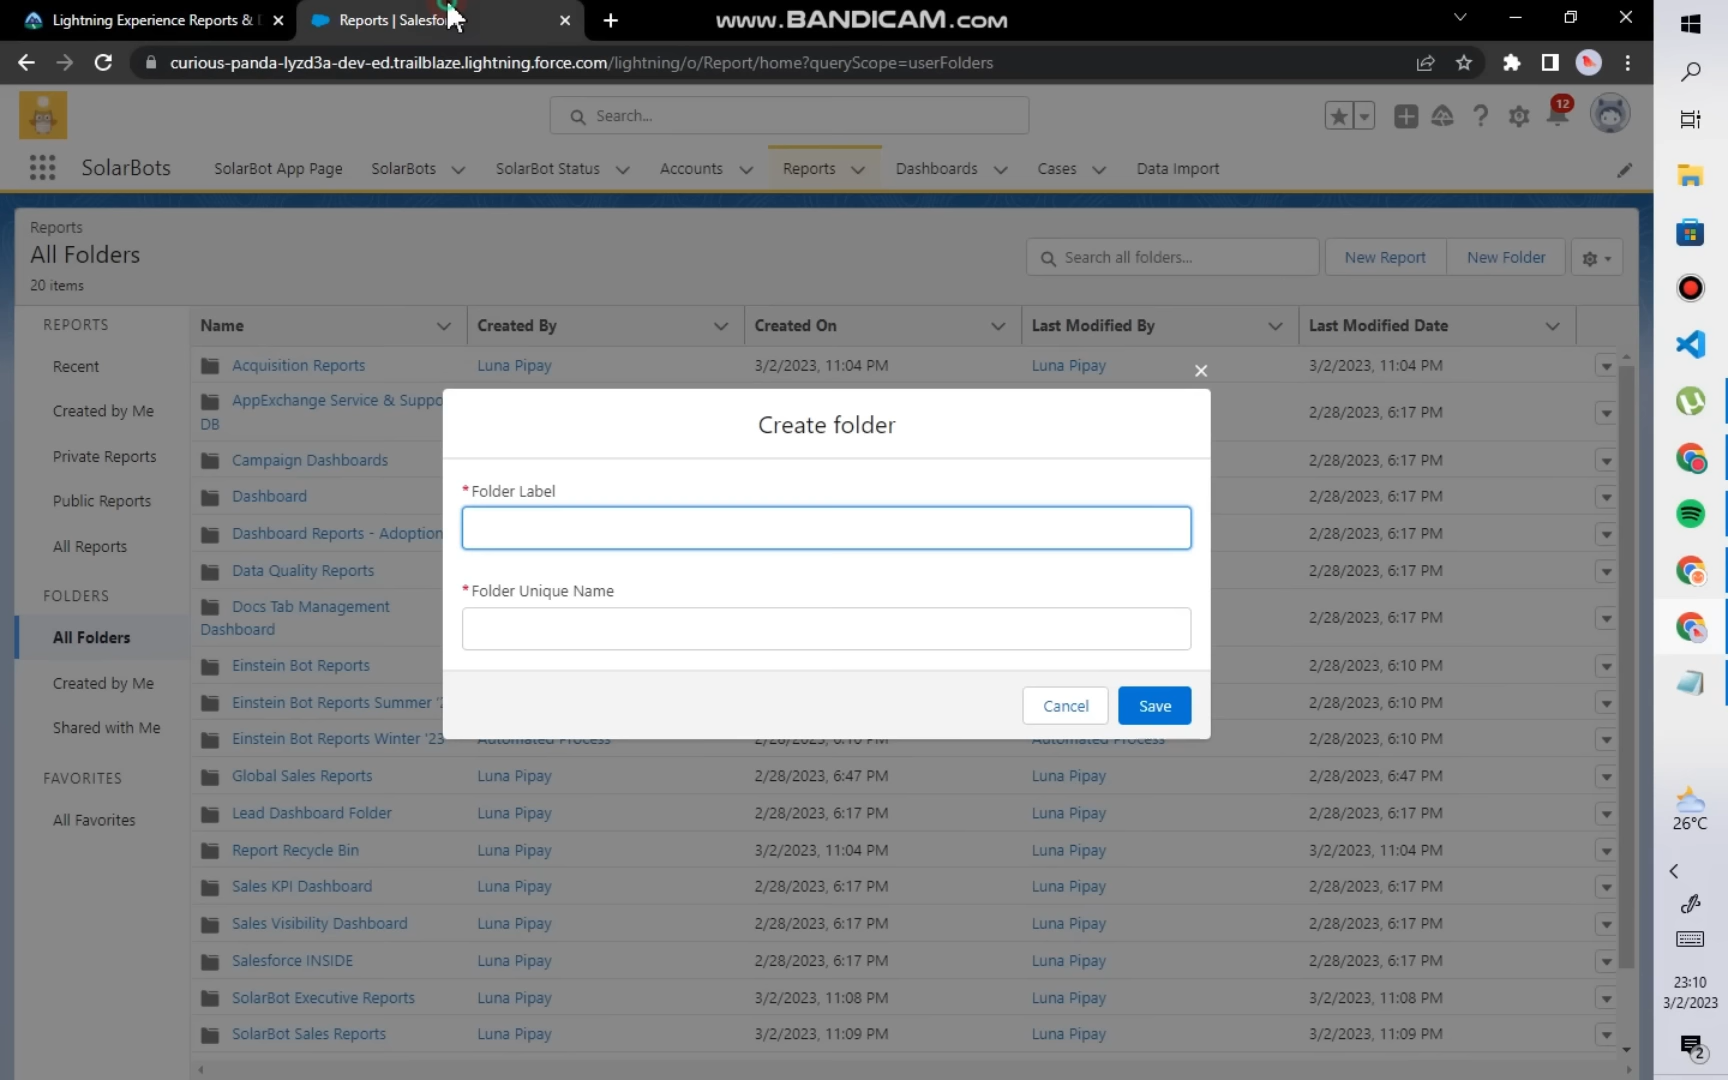 Lightning Experience Reports &
Reports | Salesfo
www.BANDICAM.com
curious-panda-lyzd3a-dev-ed.trailblaze.lightning.force.com/lightning/o/Report/home?queryScope=userFolders
Search...
12
SolarBots
SolarBot App Page
SolarBots
SolarBot Status
Accounts
Reports
Dashboards
Cases
Data Import
Reports
All Folders
20 items
Search all folders...
New Report
New Folder
REPORTS
Name
Created By
Created On
Last Modified By
Last Modified Date
Recent
Acquisition Reports
Luna Pipay
3/2/2023, 11:04 PM
Luna Pipay
3/2/2023, 11:04 PM
Created by Me
AppExchange Service & Suppo
DB
2/28/2023, 6:17 PM
Private Reports
Campaign Dashboards
2/28/2023, 6:17 PM
Public Reports
Dashboard
2/28/2023, 6:17 PM
All Reports
Dashboard Reports - Adoption
2/28/2023, 6:17 PM
Data Quality Reports
2/28/2023, 6:17 PM
FOLDERS
Docs Tab Management
Dashboard
2/28/2023, 6:17 PM
All Folders
Einstein Bot Reports
2/28/2023, 6:10 PM
Created by Me
Einstein Bot Reports Summer '2
2/28/2023, 6:10 PM
Shared with Me
Einstein Bot Reports Winter '23
Automated Process
2/28/2023, 6:10 PM
Automated Process
2/28/2023, 6:10 PM
Create folder
* Folder Label
* Folder Unique Name
Cancel
Save
FAVORITES
Global Sales Reports
Luna Pipay
2/28/2023, 6:47 PM
Luna Pipay
2/28/2023, 6:47 PM
All Favorites
Lead Dashboard Folder
Luna Pipay
2/28/2023, 6:17 PM
Luna Pipay
2/28/2023, 6:17 PM
Report Recycle Bin
Luna Pipay
3/2/2023, 11:04 PM
Luna Pipay
3/2/2023, 11:04 PM
Sales KPI Dashboard
Luna Pipay
2/28/2023, 6:17 PM
Luna Pipay
2/28/2023, 6:17 PM
Sales Visibility Dashboard
Luna Pipay
2/28/2023, 6:17 PM
Luna Pipay
2/28/2023, 6:17 PM
Salesforce INSIDE
Luna Pipay
2/28/2023, 6:17 PM
Luna Pipay
2/28/2023, 6:17 PM
SolarBot Executive Reports
Luna Pipay
3/2/2023, 11:08 PM
Luna Pipay
3/2/2023, 11:08 PM
SolarBot Sales Reports
Luna Pipay
3/2/2023, 11:09 PM
Luna Pipay
3/2/2023, 11:09 PM
26°C
23:10
3/2/2023
2